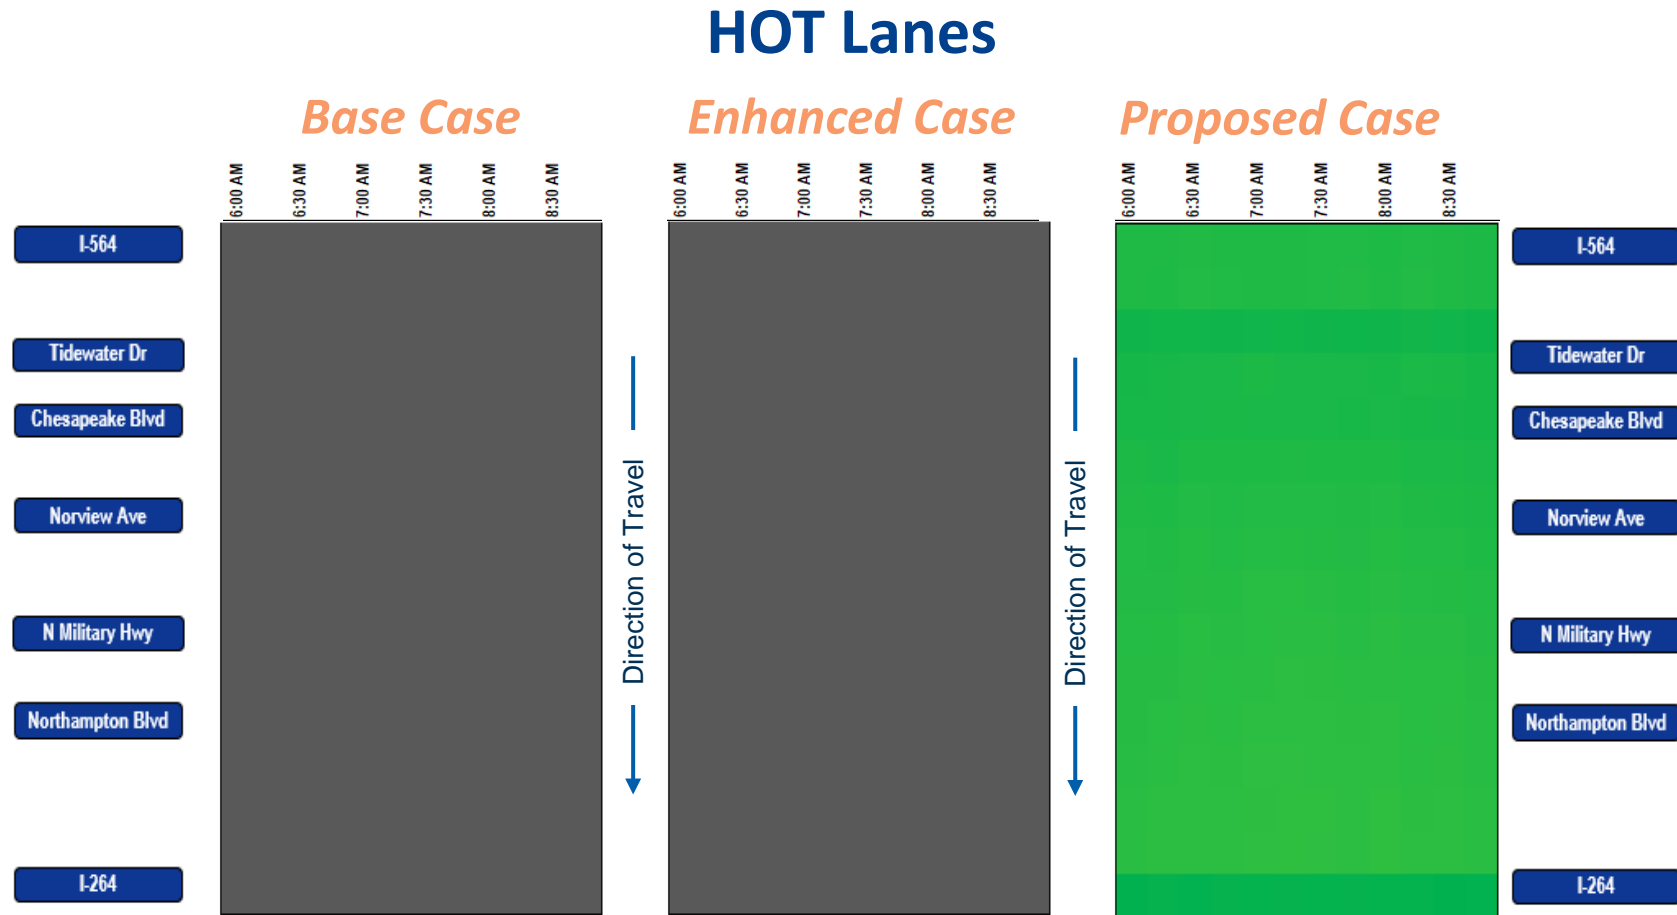 HOT Lanes
Base Case
Enhanced Case
Proposed Case
6:00 AM
6:30 AM
7:00 AM
7:30 AM
8:00 AM
8:30 AM
6:00 AM
6:30 AM
7:00 AM
7:30 AM
8:00 AM
8:30 AM
6:00 AM
6:30 AM
7:00 AM
7:30 AM
8:00 AM
8:30 AM
I-564
Tidewater Dr
Chesapeake Blvd
Norview Ave
N Military Hwy
Northampton Blvd
I-264
Direction of Travel
Direction of Travel
I-564
Tidewater Dr
Chesapeake Blvd
Norview Ave
N Military Hwy
Northampton Blvd
I-264